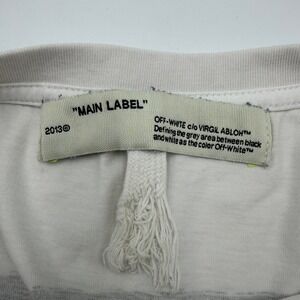 "MAIN LABEL"
2013©
OFF-WHITE c/o VIRGIL ABLOH™
Defining the grey area between black
and white as the color Off-White™